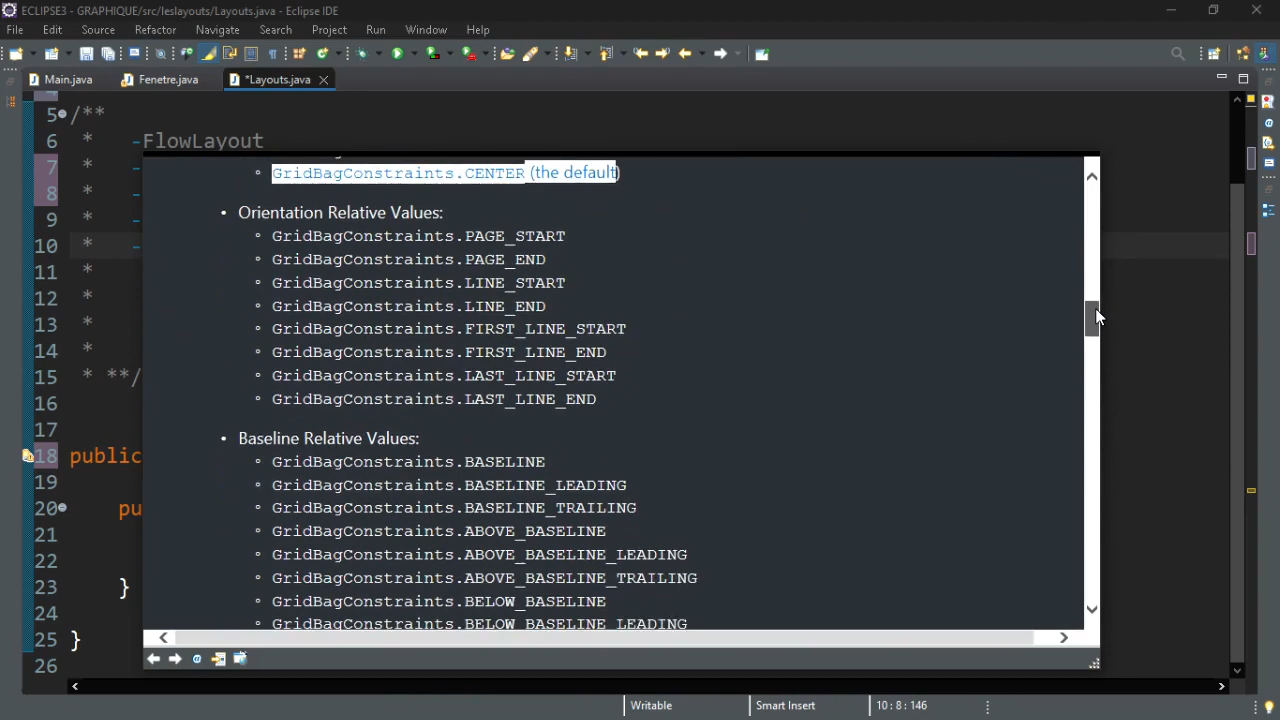 ECLIPSE3 - GRAPHIQUE/src/leslayouts/Layouts.java - Eclipse IDE
File Edit Source Refactor Navigate Search Project Run Window Help
Main.java Fenetre.java *Layouts.java
5 /**
6 * -FlowLayout
7 * -
8 * -
9 * -
10 * -
11 *
12 *
13 *
14 *
15 * **/
16
17
18 public
19
20 pu
21
22
23 }
24
25 }
26
GridBagConstraints.CENTER (the default)
• Orientation Relative Values:
◦ GridBagConstraints.PAGE_START
◦ GridBagConstraints.PAGE_END
◦ GridBagConstraints.LINE_START
◦ GridBagConstraints.LINE_END
◦ GridBagConstraints.FIRST_LINE_START
◦ GridBagConstraints.FIRST_LINE_END
◦ GridBagConstraints.LAST_LINE_START
◦ GridBagConstraints.LAST_LINE_END
• Baseline Relative Values:
◦ GridBagConstraints.BASELINE
◦ GridBagConstraints.BASELINE_LEADING
◦ GridBagConstraints.BASELINE_TRAILING
◦ GridBagConstraints.ABOVE_BASELINE
◦ GridBagConstraints.ABOVE_BASELINE_LEADING
◦ GridBagConstraints.ABOVE_BASELINE_TRAILING
◦ GridBagConstraints.BELOW_BASELINE
◦ GridBagConstraints.BELOW_BASELINE_LEADING
Writable Smart Insert 10 : 8 : 146